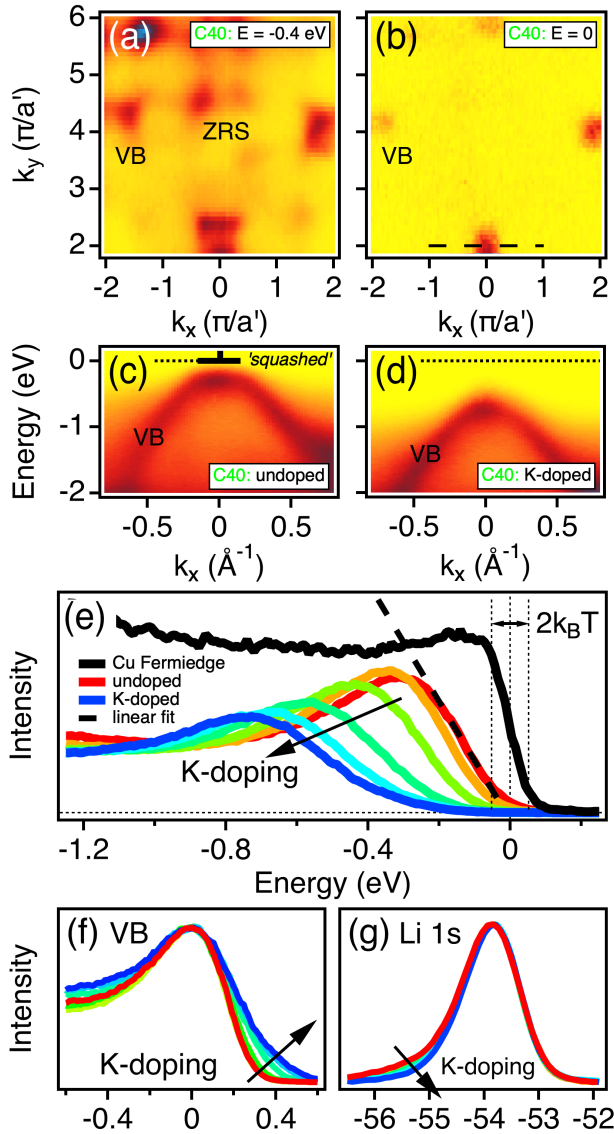 (a)
C40: E = -0.4 eV
(b)
C40: E = 0
6
5
4
3
2
k_y (π/a')
ZRS
VB
VB
-2 -1 0 1 2
-2 -1 0 1 2
k_x (π/a')
k_x (π/a')
0
-1
-2
Energy (eV)
(c)
'squashed'
VB
C40: undoped
(d)
VB
C40: K-doped
-0.5 0 0.5
-0.5 0 0.5
k_x (Å⁻¹)
k_x (Å⁻¹)
(e)
2k_BT
Cu Fermiedge
undoped
K-doped
linear fit
K-doping
Intensity
-1.2 -0.8 -0.4 0
Energy (eV)
(f) VB
K-doping
Intensity
-0.4 0 0.4
(g) Li 1s
K-doping
-56 -55 -54 -53 -52